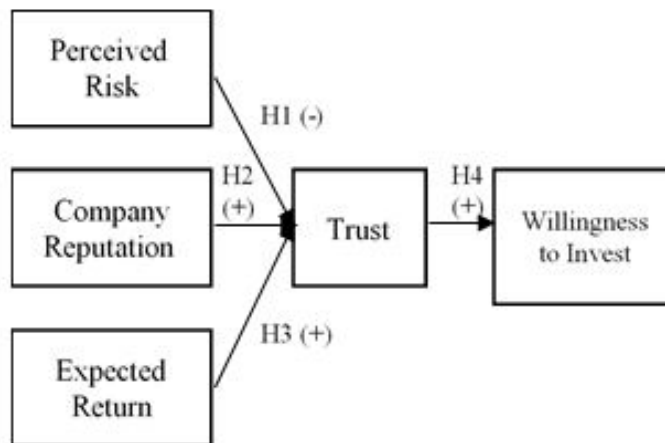 Perceived
Risk
H1 (-)
H2
(+)
H4
(+)
Company
Reputation
Trust
Willingness
to Invest
H3 (+)
Expected
Return